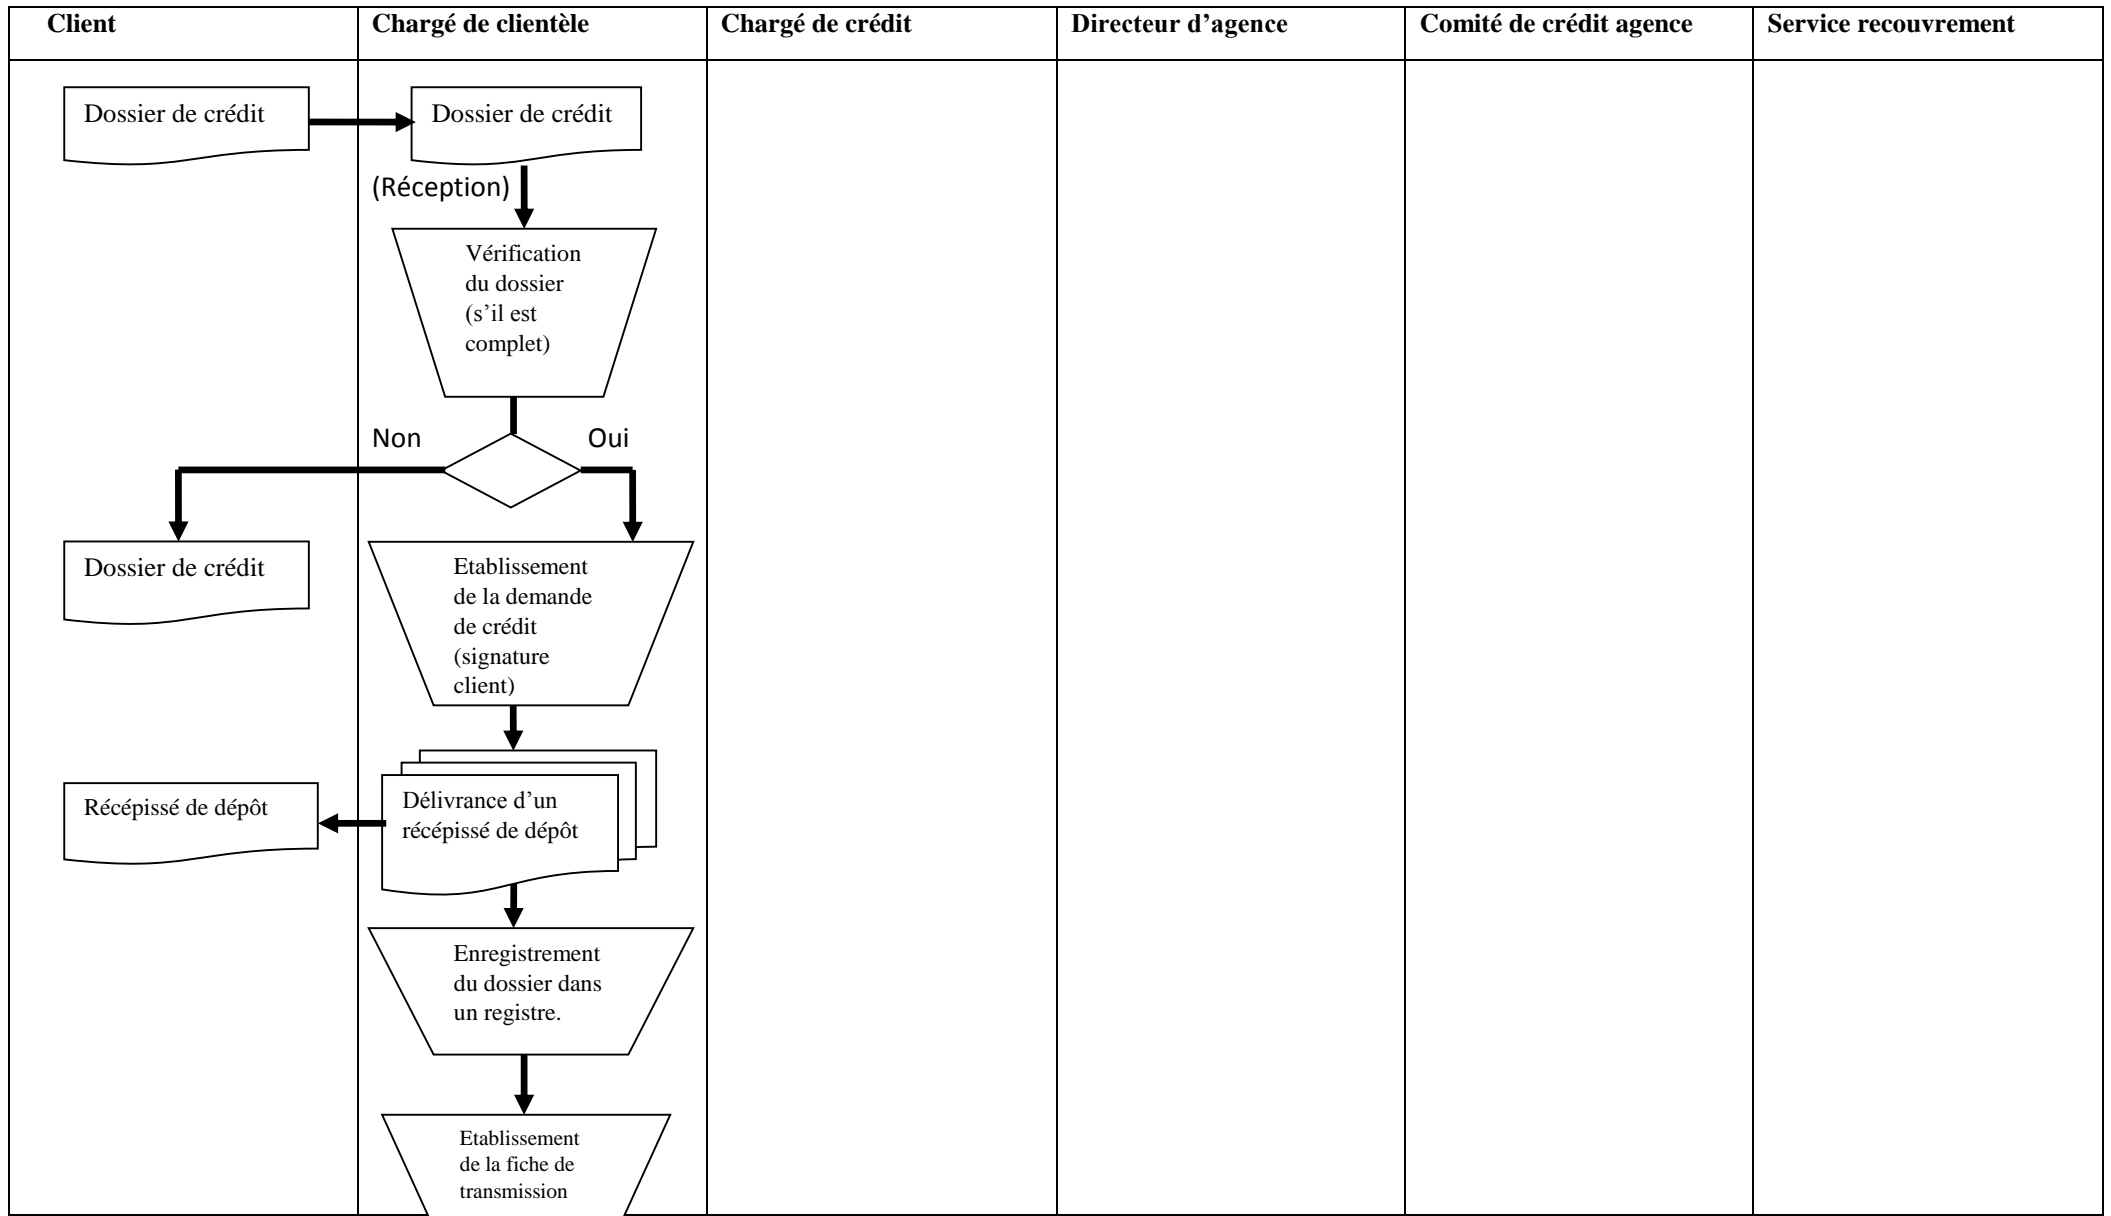 Client
Chargé de clientèle
Chargé de crédit
Directeur d’agence
Comité de crédit agence
Service recouvrement
Dossier de crédit
Dossier de crédit
(Réception)
Vérification
du dossier
(s’il est
complet)
Non
Oui
Dossier de crédit
Etablissement
de la demande
de crédit
(signature
client)
Récépissé de dépôt
Délivrance d’un
récépissé de dépôt
Enregistrement
du dossier dans
un registre.
Etablissement
de la fiche de
transmission